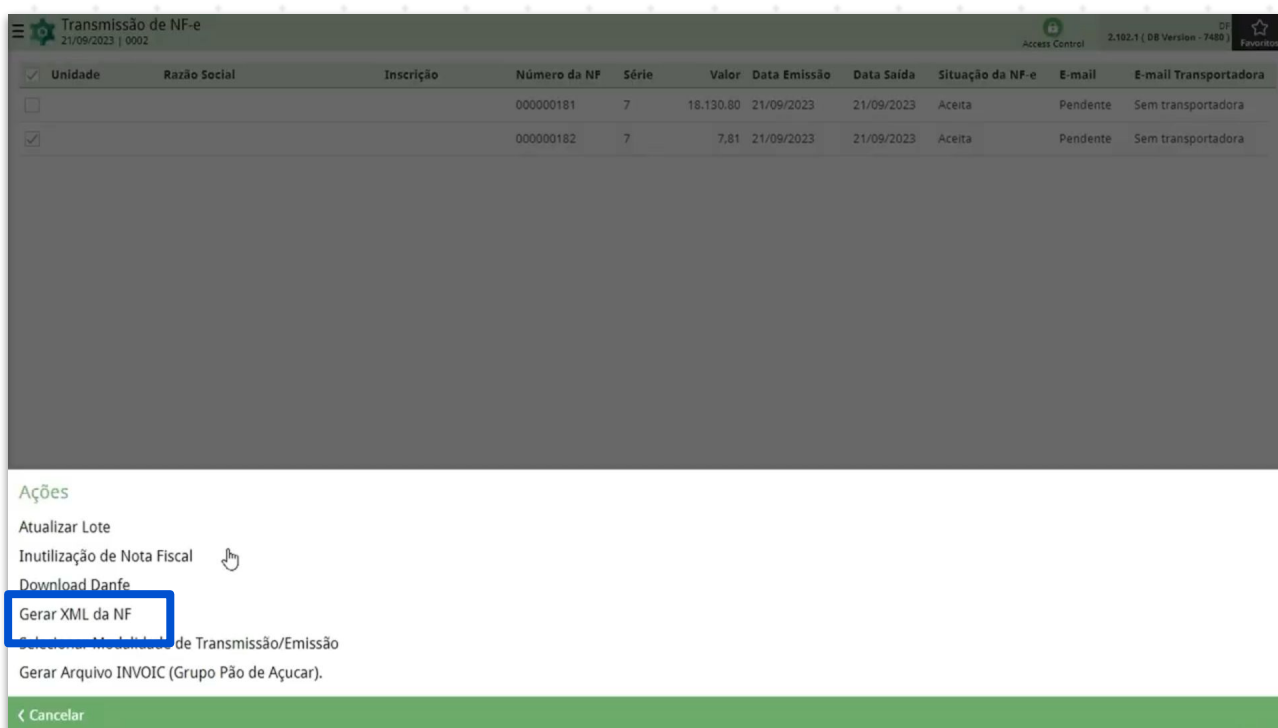 Transmissão de NF-e
21/09/2023 | 0002
Access Control
DF
2.102.1 ( DB Version - 7480 )
Favoritos
Unidade Razão Social Inscrição Número da NF Série Valor Data Emissão Data Saída Situação da NF-e E-mail E-mail Transportadora
000000181 7 18.130,80 21/09/2023 21/09/2023 Aceita Pendente Sem transportadora
000000182 7 7,81 21/09/2023 21/09/2023 Aceita Pendente Sem transportadora
Ações
Atualizar Lote
Inutilização de Nota Fiscal
Download Danfe
Gerar XML da NF
Selecionar Modalidade de Transmissão/Emissão
Gerar Arquivo INVOIC (Grupo Pão de Açucar).
Cancelar